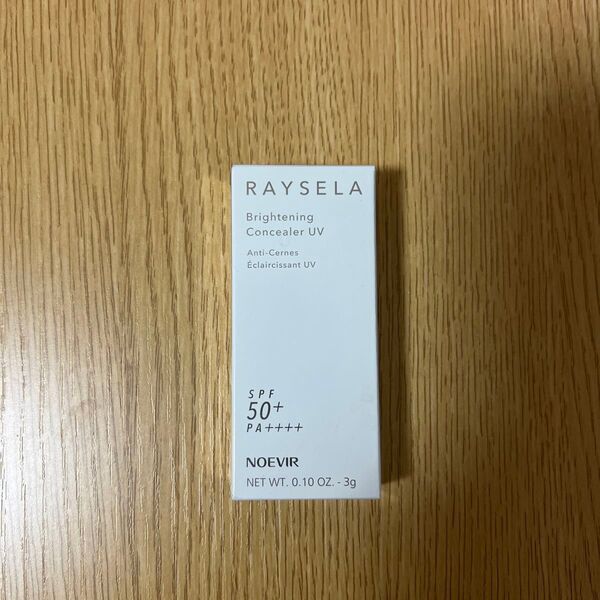 RAYSELA
Brightening
Concealer UV
Anti-Cernes
Éclaircissant UV
SPF
50+
PA++++
NOEVIR
NET WT. 0.10 OZ. - 3g